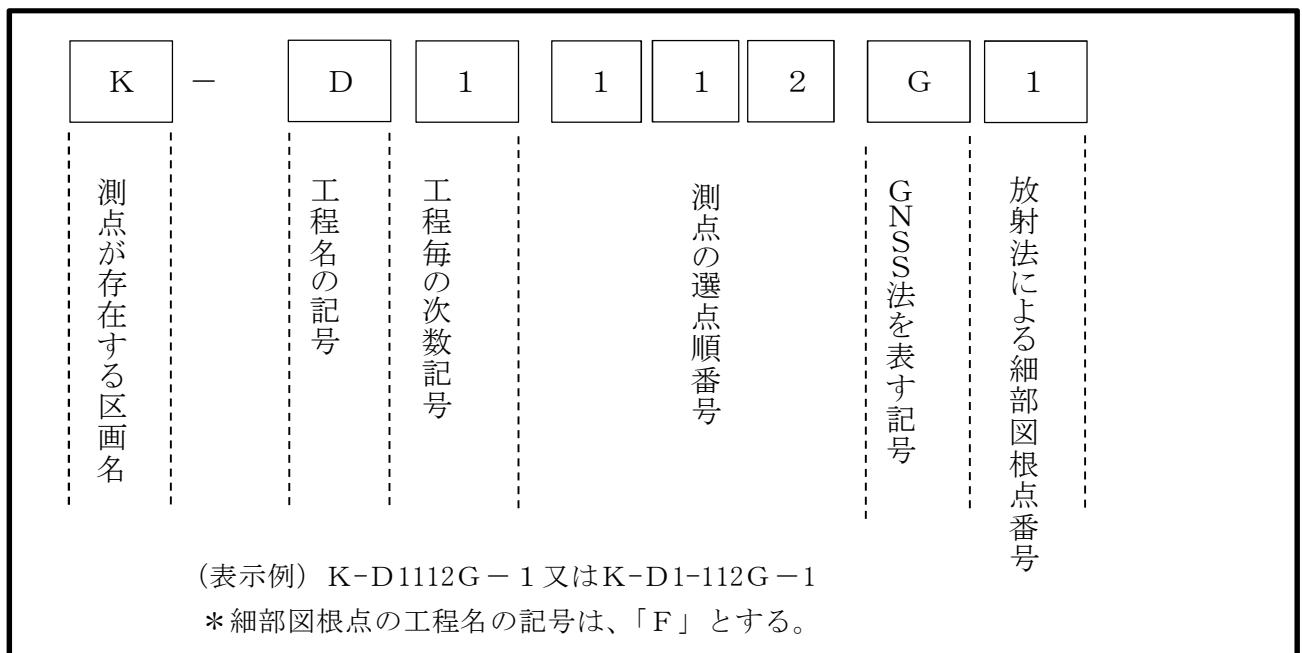 K － D 1 1 1 2 G 1
測点が存在する区画名
工程名の記号
工程毎の次数記号
測点の選点順番号
GNSS法を表す記号
放射法による細部図根点番号
（表示例）K-D1112G－1又はK-D1-112G－1
＊細部図根点の工程名の記号は、「F」とする。